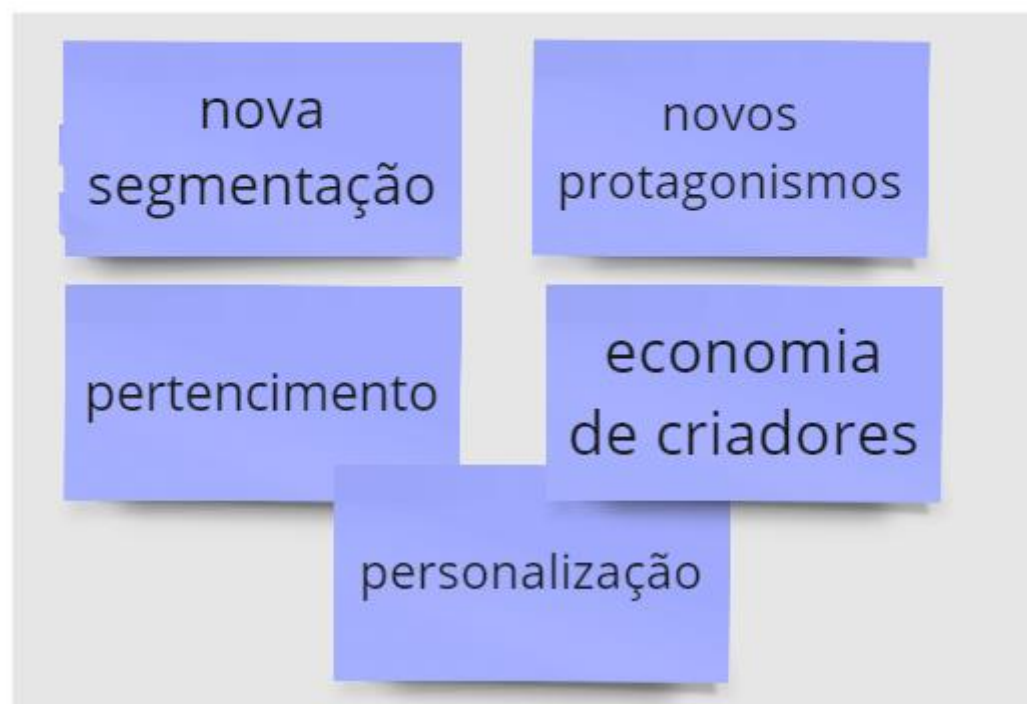 nova
segmentação
novos
protagonismos
pertencimento
economia
de criadores
personalização